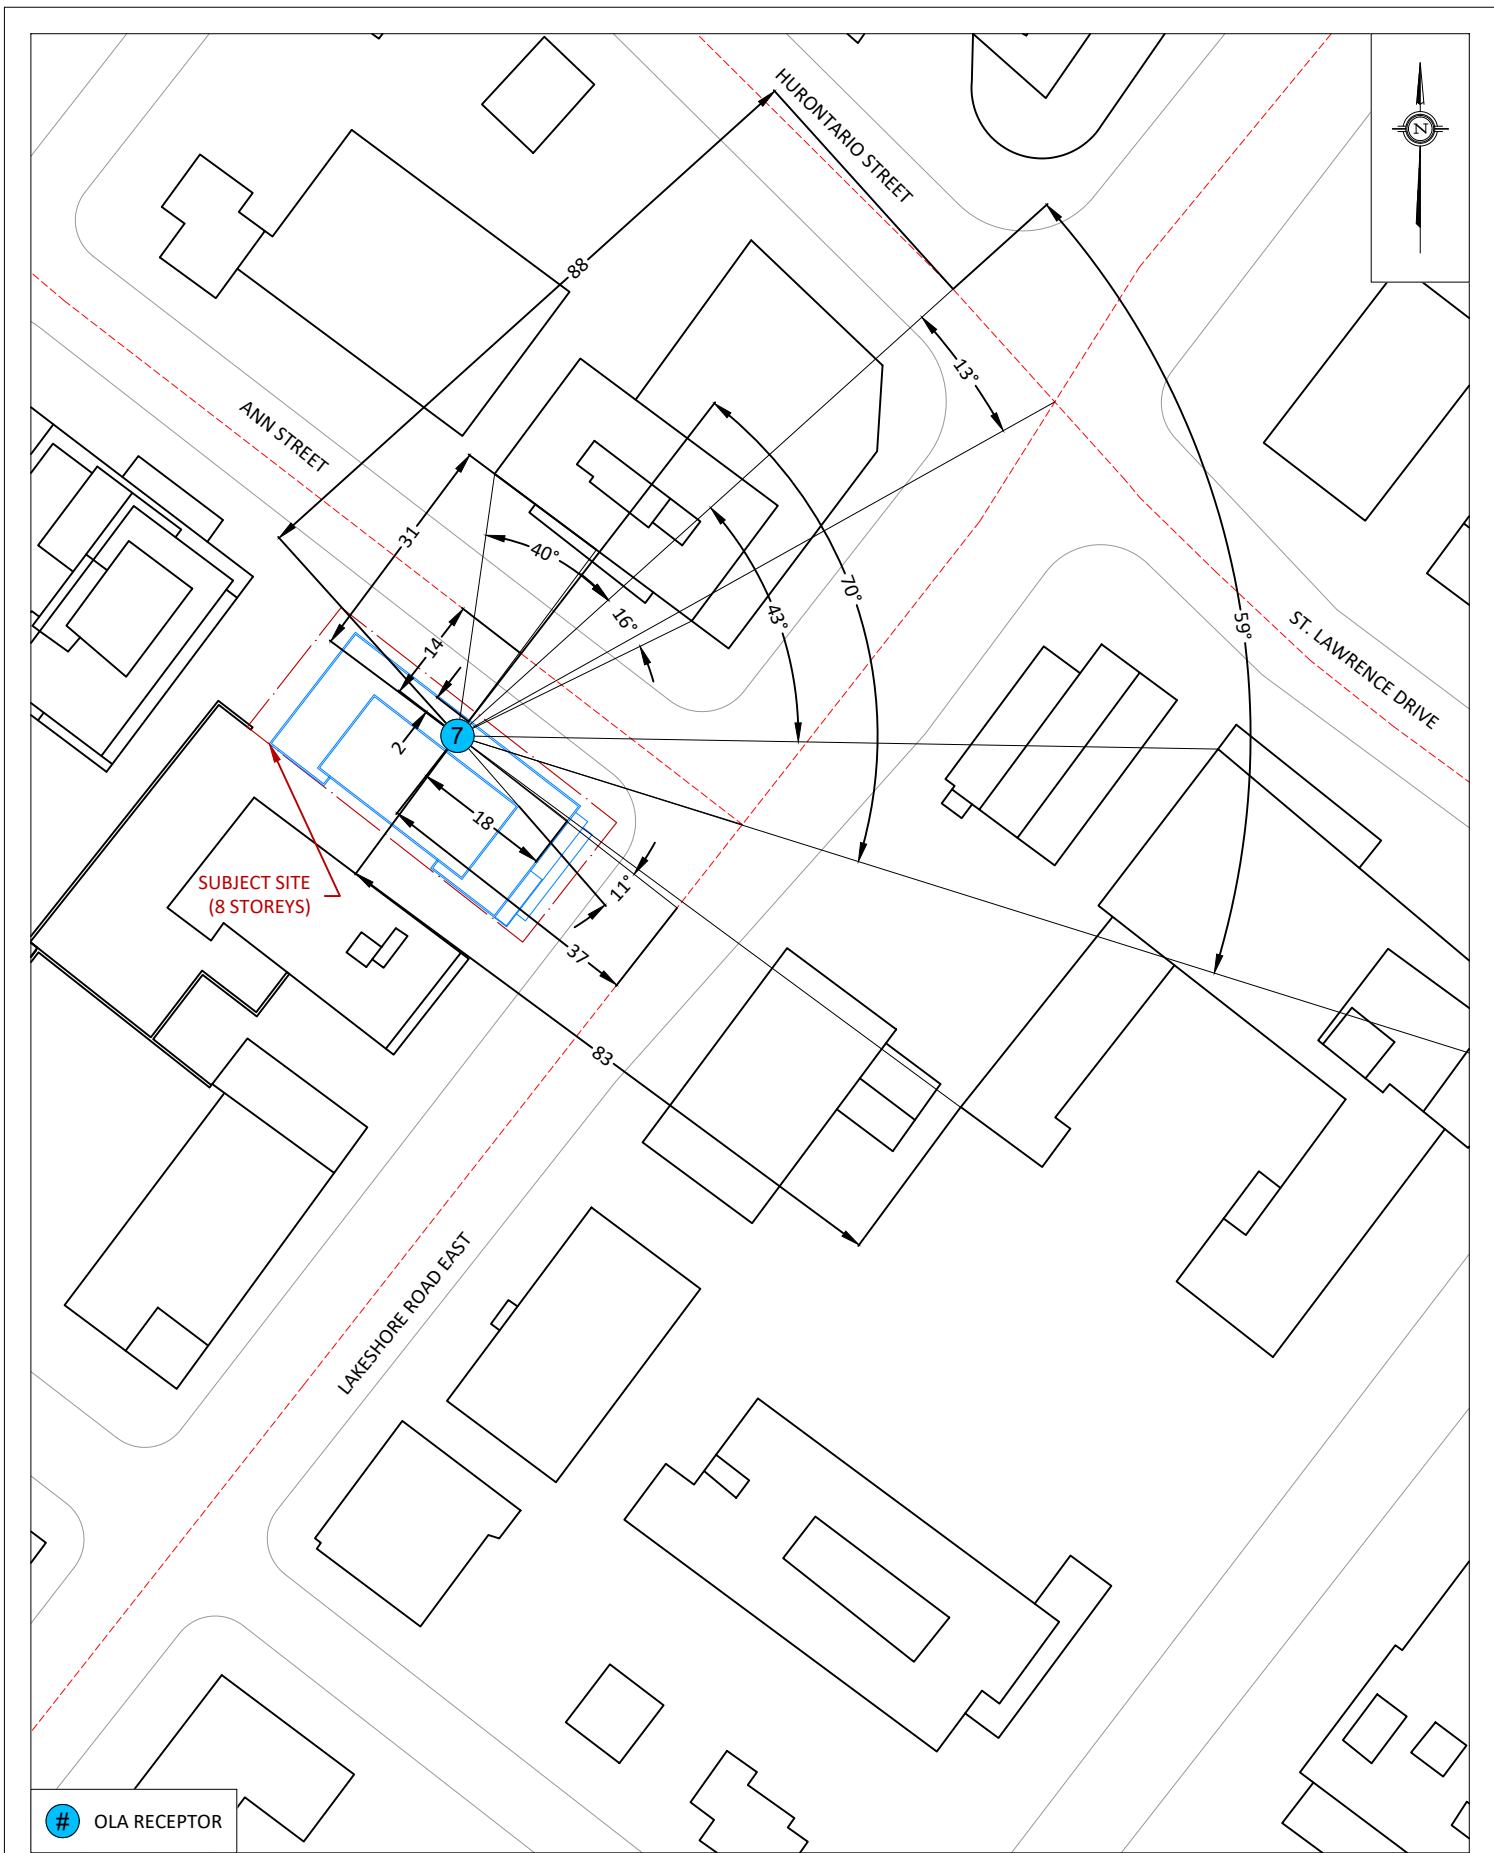 HURONTARIO STREET
N
88
13°
ANN STREET
31
40°
16°
43°
70°
59°
ST. LAWRENCE DRIVE
14
2
7
18
11°
SUBJECT SITE
(8 STOREYS)
37
83
LAKESHORE ROAD EAST
# OLA RECEPTOR